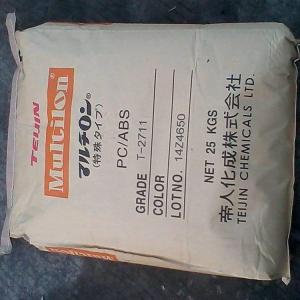 TEIJIN
Multilon®
マルチロン®
(特殊タイプ)
PC/ABS
GRADE T-2711
COLOR
LOT NO. 14Z4650
NET 25 KGS
帝人化成株式会社
TEIJIN CHEMICALS LTD.
Multilon